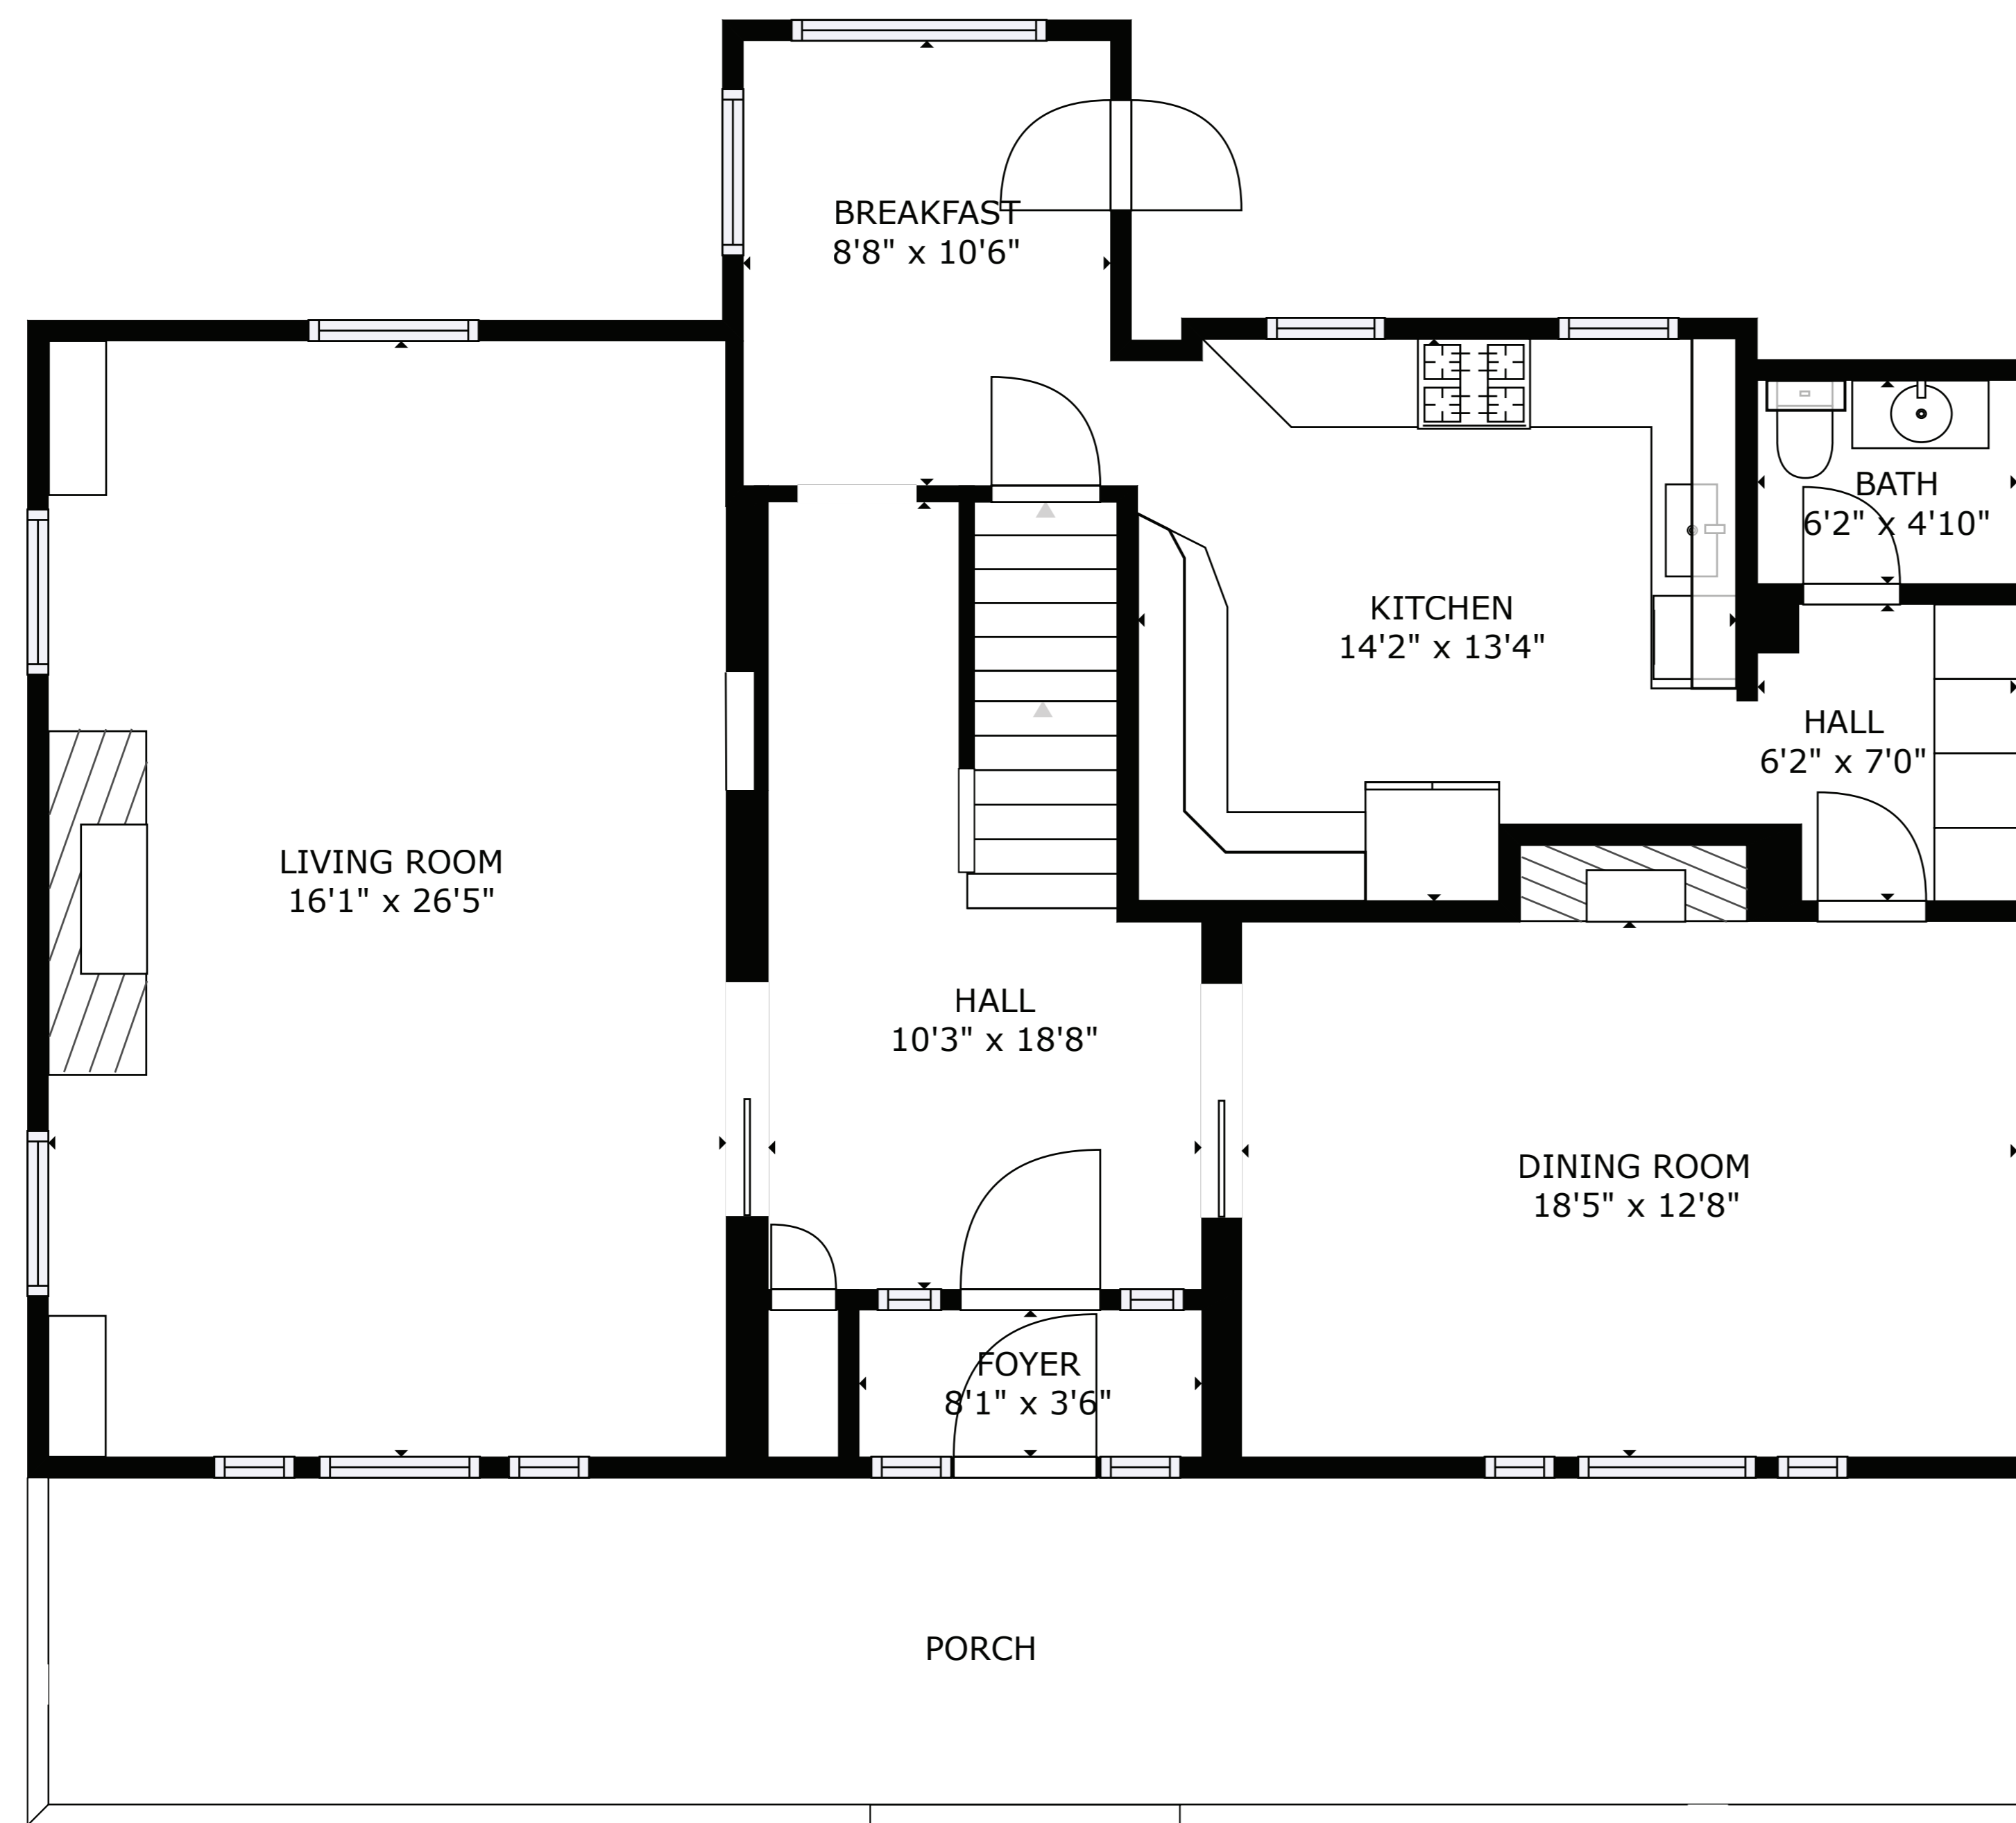 BREAKFAST
8'8" x 10'6"
BATH
6'2" x 4'10"
KITCHEN
14'2" x 13'4"
HALL
6'2" x 7'0"
LIVING ROOM
16'1" x 26'5"
HALL
10'3" x 18'8"
DINING ROOM
18'5" x 12'8"
FOYER
8'1" x 3'6"
PORCH